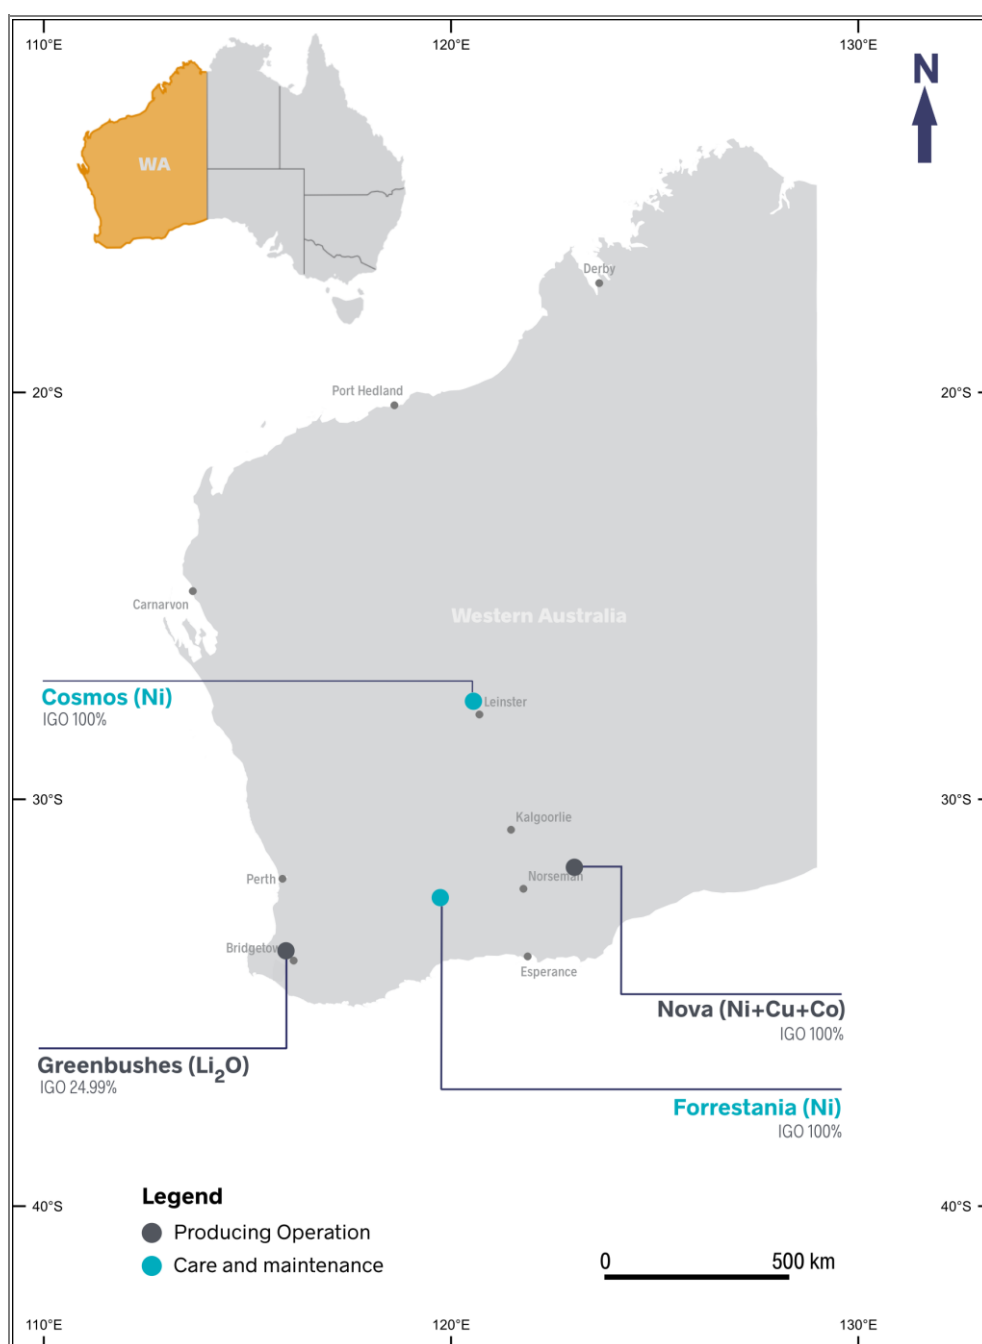 110°E
120°E
130°E
N
WA
Derby
20°S
20°S
Port Hedland
Carnarvon
Western Australia
Cosmos (Ni)
IGO 100%
Leinster
30°S
30°S
Kalgoorlie
Perth
Norseman
Bridgetow
Esperance
Nova (Ni+Cu+Co)
IGO 100%
Greenbushes (Li₂O)
IGO 24.99%
Forrestania (Ni)
IGO 100%
Legend
Producing Operation
Care and maintenance
40°S
40°S
0 500 km
110°E
120°E
130°E